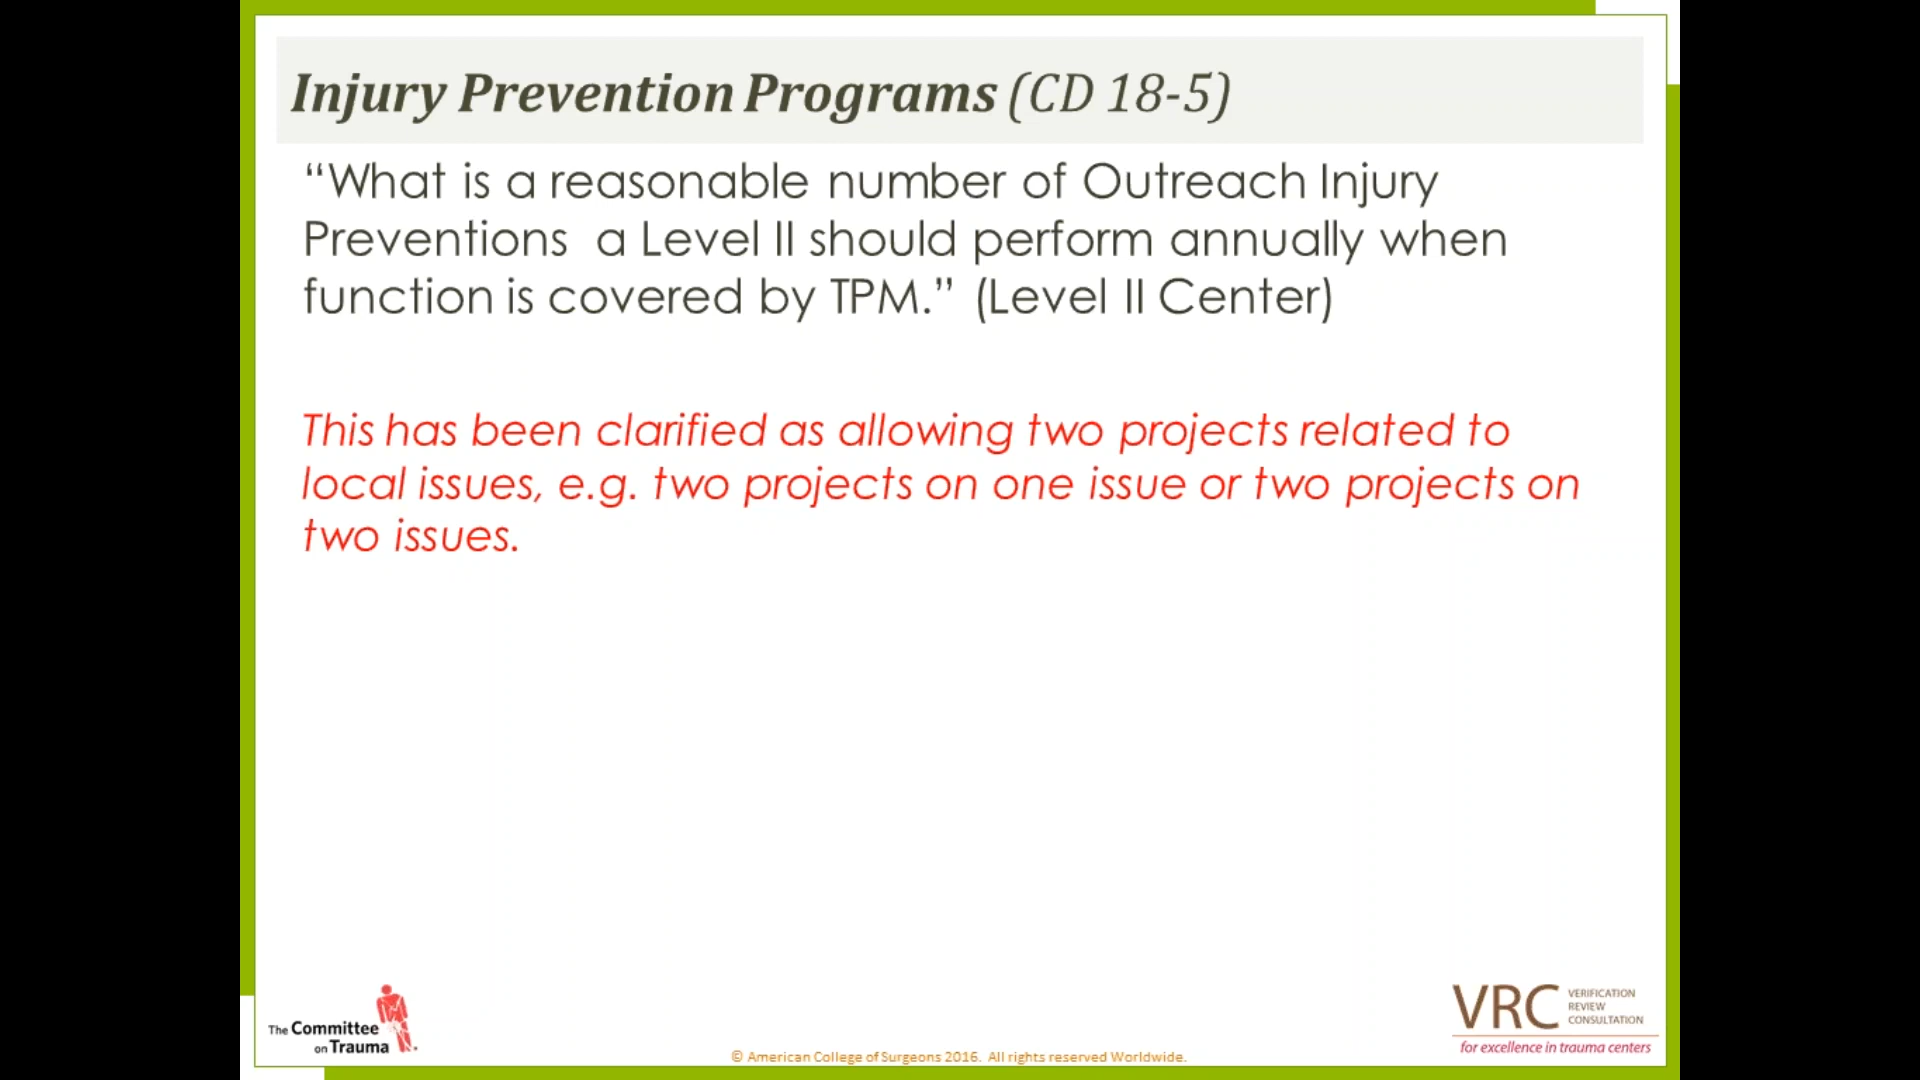 Injury Prevention Programs (CD 18-5)
“What is a reasonable number of Outreach Injury
Preventions a Level II should perform annually when
function is covered by TPM.” (Level II Center)
This has been clarified as allowing two projects related to
local issues, e.g. two projects on one issue or two projects on
two issues.
The Committee
on Trauma
© American College of Surgeons 2016. All rights reserved Worldwide.
VRC
VERIFICATION
REVIEW
CONSULTATION
for excellence in trauma centers